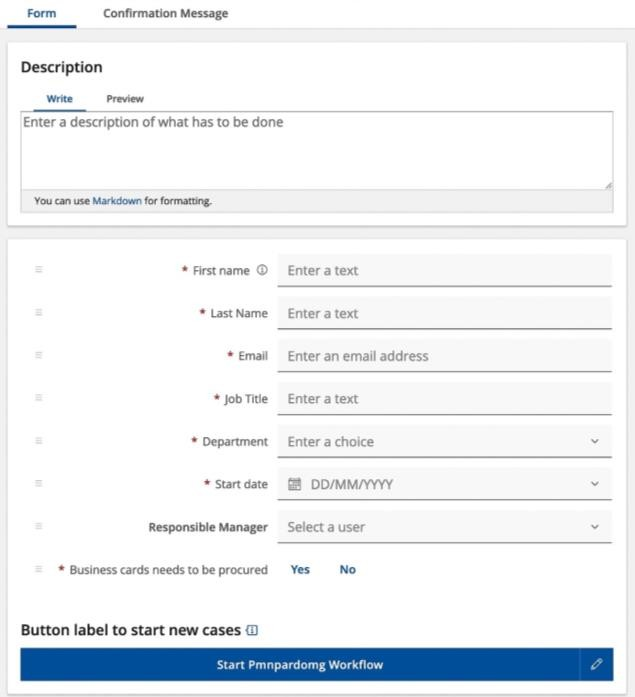 Form Confirmation Message
Description
Write Preview
Enter a description of what has to be done
You can use Markdown for formatting.
* First name Enter a text
* Last Name Enter a text
* Email Enter an email address
* Job Title Enter a text
* Department Enter a choice
* Start date DD/MM/YYYY
Responsible Manager Select a user
* Business cards needs to be procured Yes No
Button label to start new cases
Start Pmnpardomg Workflow